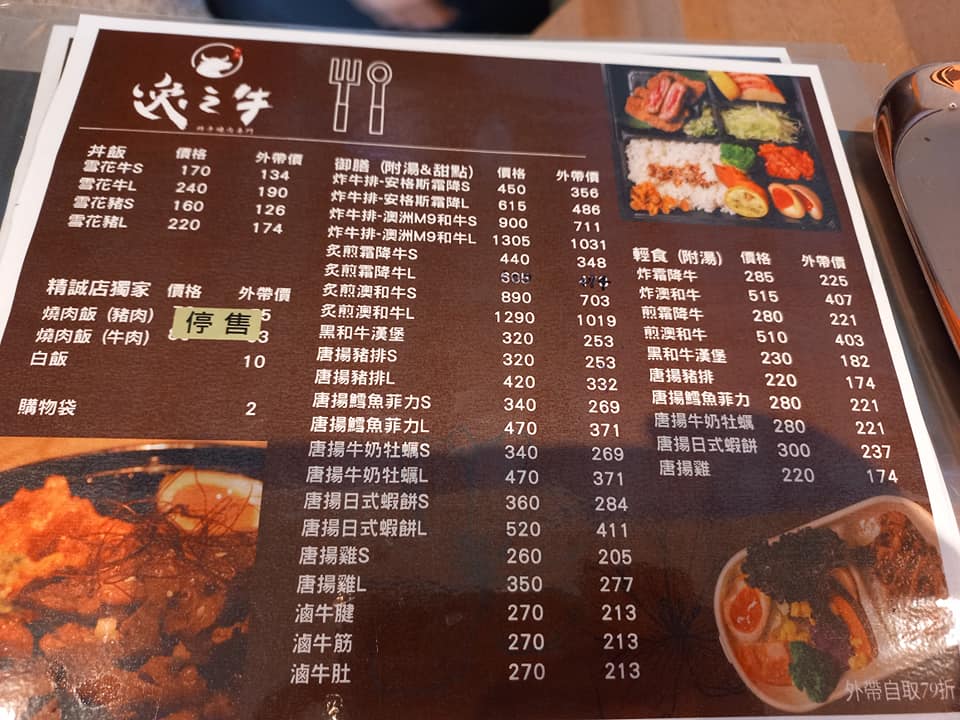 炎之牛
丼飯 價格 外帶價
雪花牛S 170 134
雪花牛L 240 190
雪花豬S 160 126
雪花豬L 220 174
精誠店獨家 價格 外帶價
燒肉飯 (豬肉) 停售
燒肉飯 (牛肉)
白飯 10
購物袋 2
御膳 (附湯&甜點) 價格 外帶價
炸牛排-安格斯霜降S 450 356
炸牛排-安格斯霜降L 615 486
炸牛排-澳洲M9和牛S 900 711
炸牛排-澳洲M9和牛L 1305 1031
炙煎霜降牛S 440 348
炙煎霜降牛L
炙煎澳和牛S 890 703
炙煎澳和牛L 1290 1019
黑和牛漢堡 320 253
唐揚豬排S 320 253
唐揚豬排L 420 332
唐揚鱈魚菲力S 340 269
唐揚鱈魚菲力L 470 371
唐揚牛奶牡蠣S 340 269
唐揚牛奶牡蠣L 470 371
唐揚日式蝦餅S 360 284
唐揚日式蝦餅L 520 411
唐揚雞S 260 205
唐揚雞L 350 277
滷牛腱 270 213
滷牛筋 270 213
滷牛肚 270 213
輕食 (附湯) 價格 外帶價
炸霜降牛 285 225
炸澳和牛 515 407
煎霜降牛 280 221
煎澳和牛 510 403
黑和牛漢堡 230 182
唐揚豬排 220 174
唐揚鱈魚菲力 280 221
唐揚牛奶牡蠣 280 221
唐揚日式蝦餅 300 237
唐揚雞 220 174
外帶自取79折